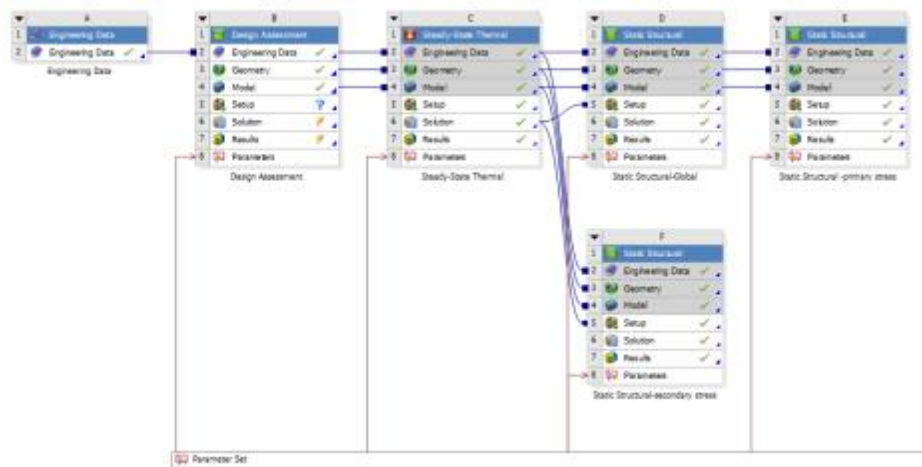 A
1 Engineering Data
2 Engineering Data
Engineering Data
B
1 Design Assessment
2 Engineering Data
3 Geometry
4 Model
5 Setup
6 Solution
7 Results
8 Parameters
Design Assessment
C
1 Steady-State Thermal
2 Engineering Data
3 Geometry
4 Model
5 Setup
6 Solution
7 Results
8 Parameters
Steady-State Thermal
D
1 Static Structural
2 Engineering Data
3 Geometry
4 Model
5 Setup
6 Solution
7 Results
8 Parameters
Static Structural-Global
E
1 Static Structural
2 Engineering Data
3 Geometry
4 Model
5 Setup
6 Solution
7 Results
8 Parameters
Static Structural -primary stress
F
1 Static Structural
2 Engineering Data
3 Geometry
4 Model
5 Setup
6 Solution
7 Results
8 Parameters
Static Structural-secondary stress
Parameter Set